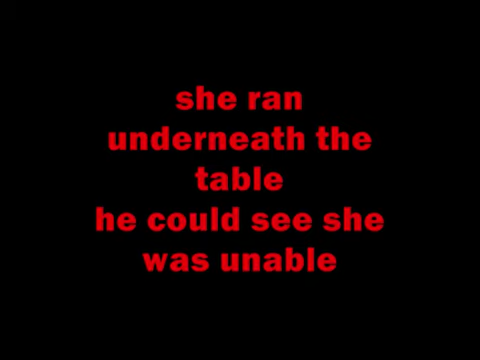 she ran
underneath the
table
he could see she
was unable